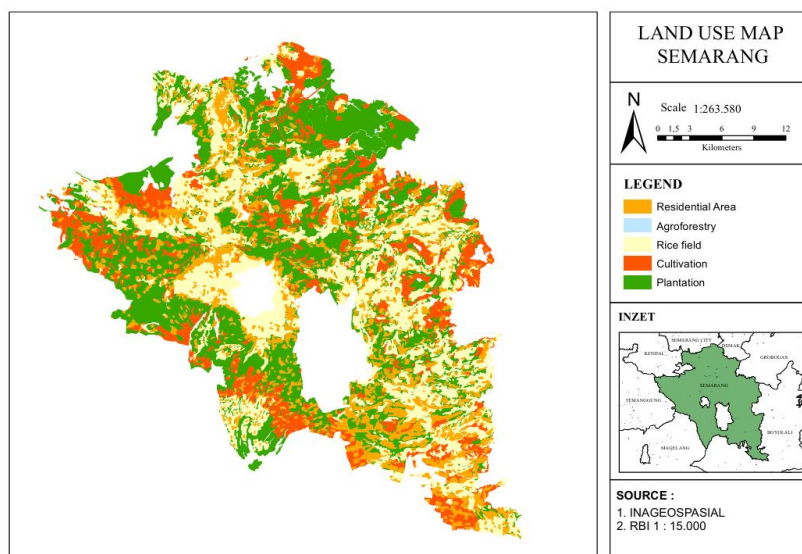 LAND USE MAP
SEMARANG
N
Scale 1:263.580
0 1,5 3 6 9 12
Kilometers
LEGEND
Residential Area
Agroforestry
Rice field
Cultivation
Plantation
INZET
SEMARANG CITY
DEMAK
KENDAL
GROBOGAN
SEMARANG
TEMANGGUNG
BOYOLALI
MAGELANG
SOURCE :
1. INAGEOSPASIAL
2. RBI 1 : 15.000